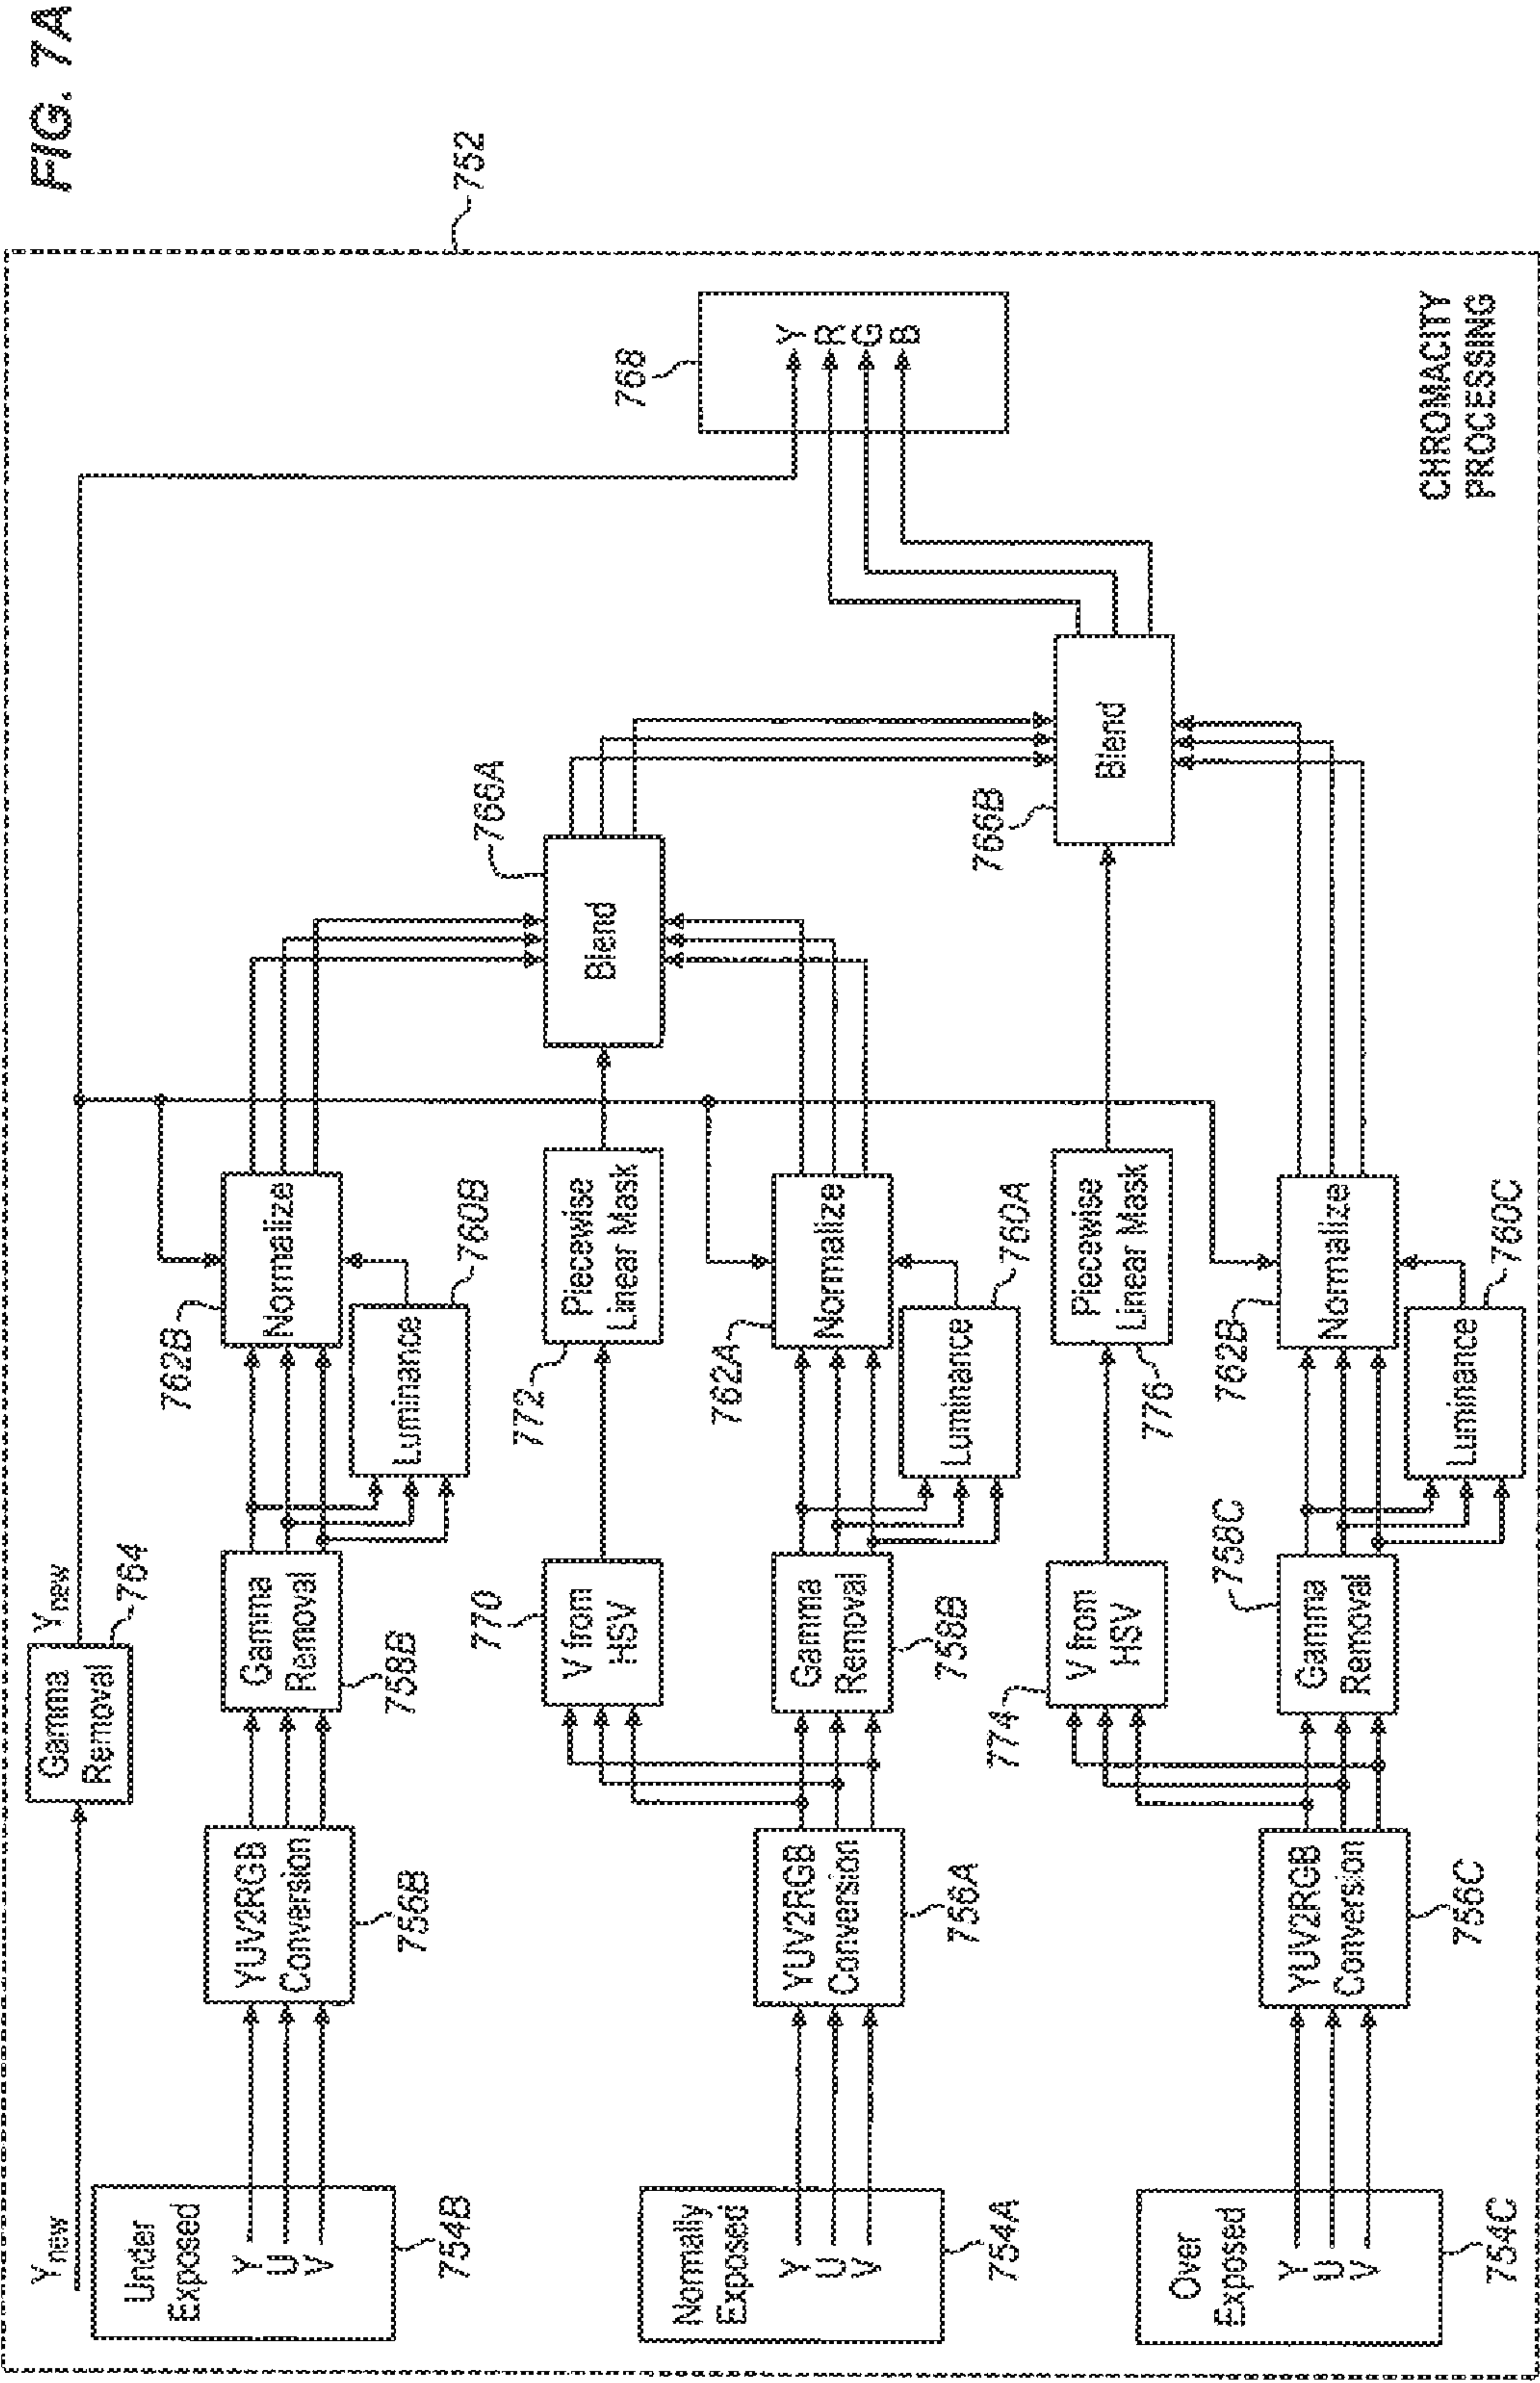 FIG. 7A
752
Y_new
Gamma
Removal
Y_new
764
Under
Exposed
Y
U
V
754B
YUV2RGB
Conversion
756B
Gamma
Removal
758B
762B
Normalize
Luminance
760B
766A
Blend
768
Y
R
G
B
770
V from
HSV
772
Piecewise
Linear Mask
Normally
Exposed
Y
U
V
754A
YUV2RGB
Conversion
756A
Gamma
Removal
758B
762A
Normalize
Luminance
760A
766B
Blend
774
V from
HSV
Piecewise
Linear Mask
776
Over
Exposed
Y
U
V
754C
YUV2RGB
Conversion
756C
758C
Gamma
Removal
762B
Normalize
Luminance
760C
CHROMACITY
PROCESSING